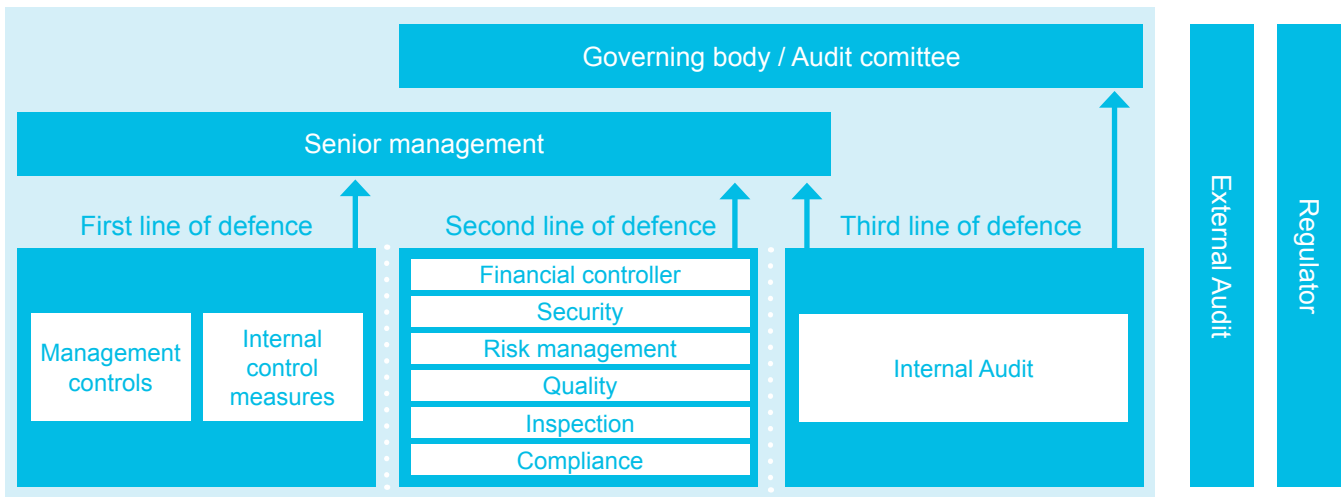 Governing body / Audit comittee
Senior management
First line of defence
Second line of defence
Third line of defence
Management
controls
Internal
control
measures
Financial controller
Security
Risk management
Quality
Inspection
Compliance
Internal Audit
External Audit
Regulator